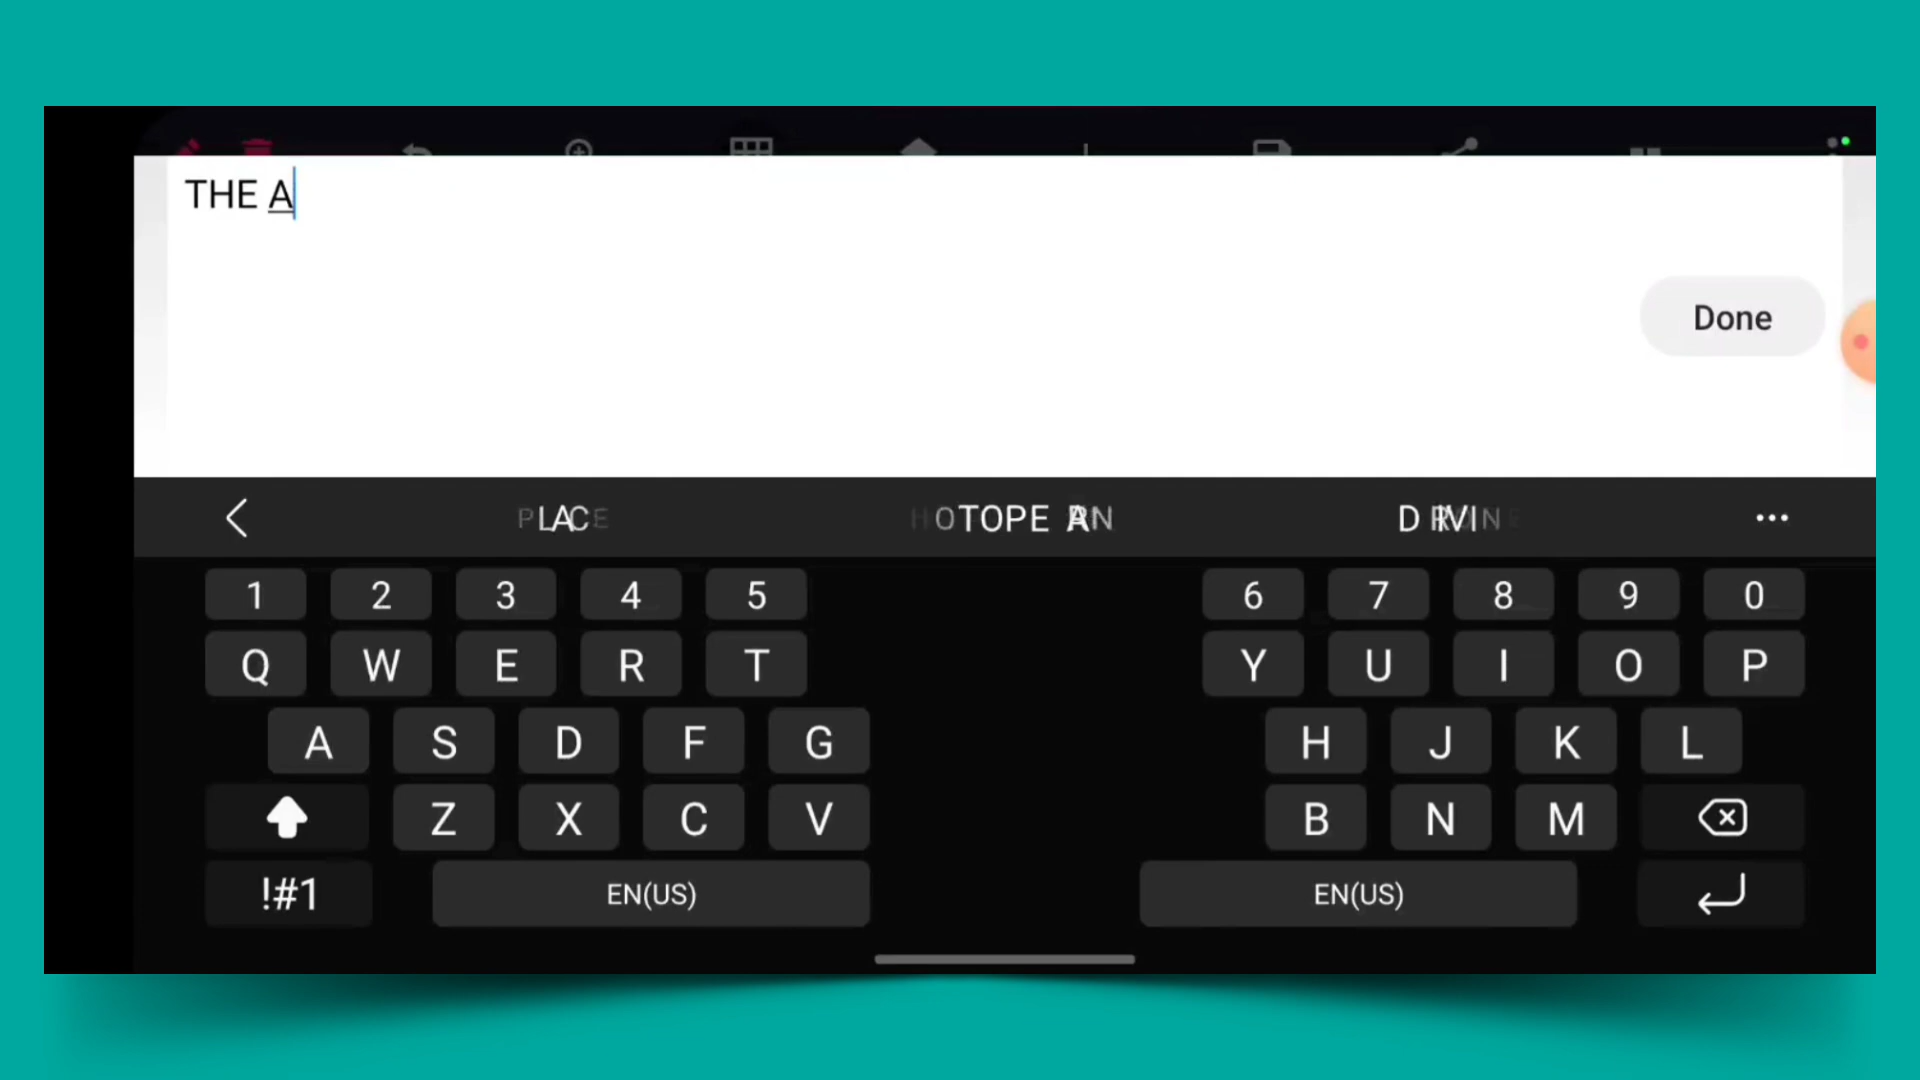 THE A
Done
1 2 3 4 5 6 7 8 9 0
Q W E R T Y U I O P
A S D F G H J K L
Z X C V B N M
!#1 EN(US) EN(US)